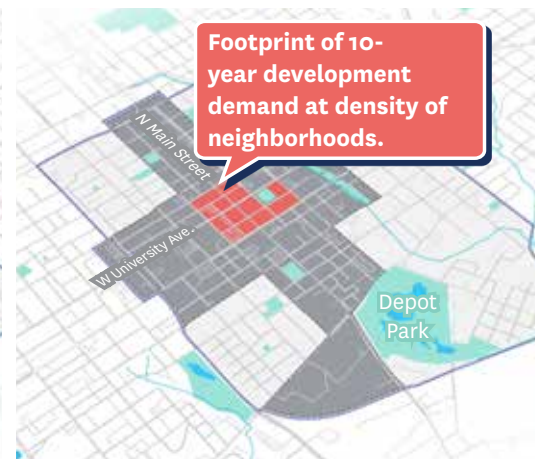 Footprint of 10-
year development
demand at density of
neighborhoods.
N Main Street
W University Ave.
Depot
Park